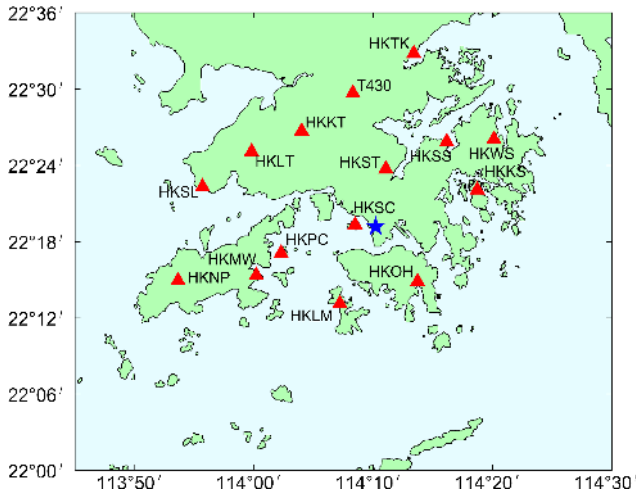 22°36′
HKTK
22°30′
T430
HKKT
22°24′
HKLT
HKST
HKSS
HKWS
HKKS
HKSL
HKSC
22°18′
HKMW
HKPC
HKNP
HKOH
22°12′
HKLM
22°06′
22°00′
113°50′ 114°00′ 114°10′ 114°20′ 114°30′